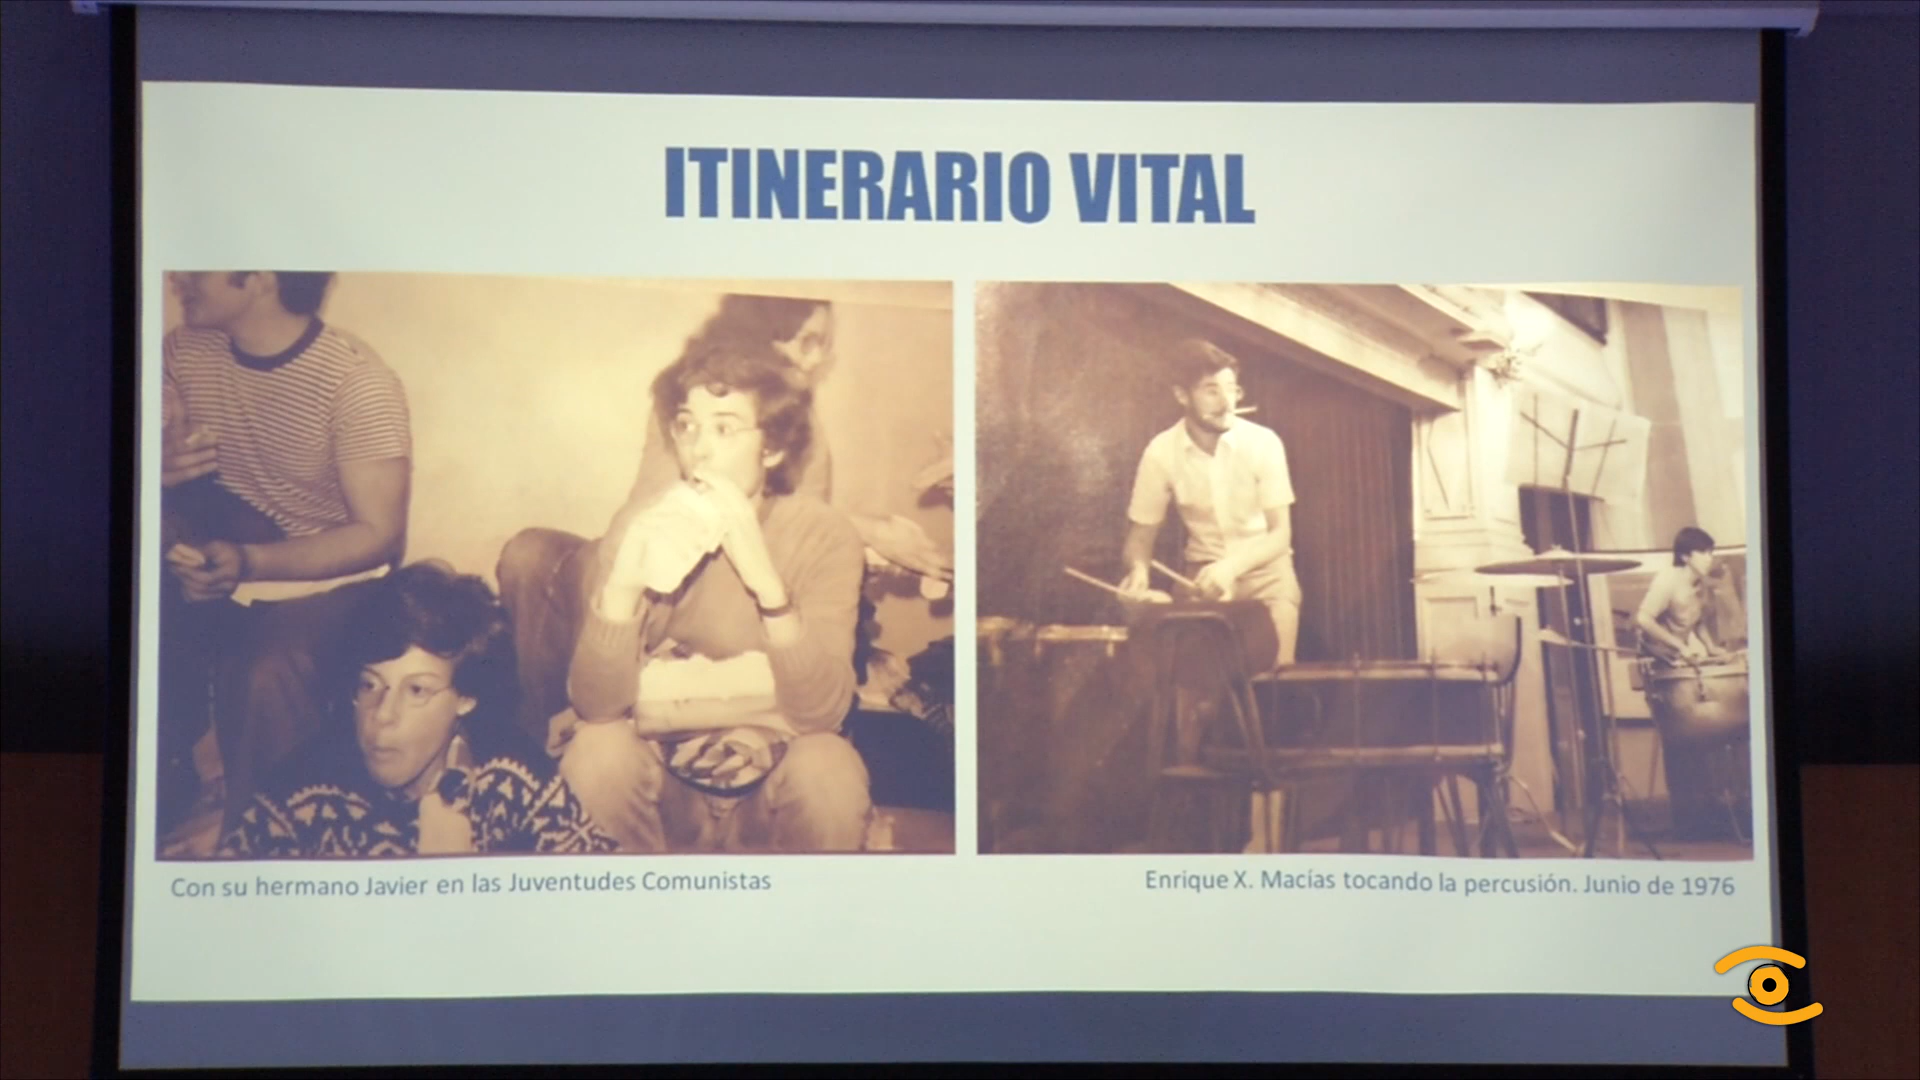 ITINERARIO VITAL
Con su hermano Javier en las Juventudes Comunistas
Enrique X. Macías tocando la percusión. Junio de 1976